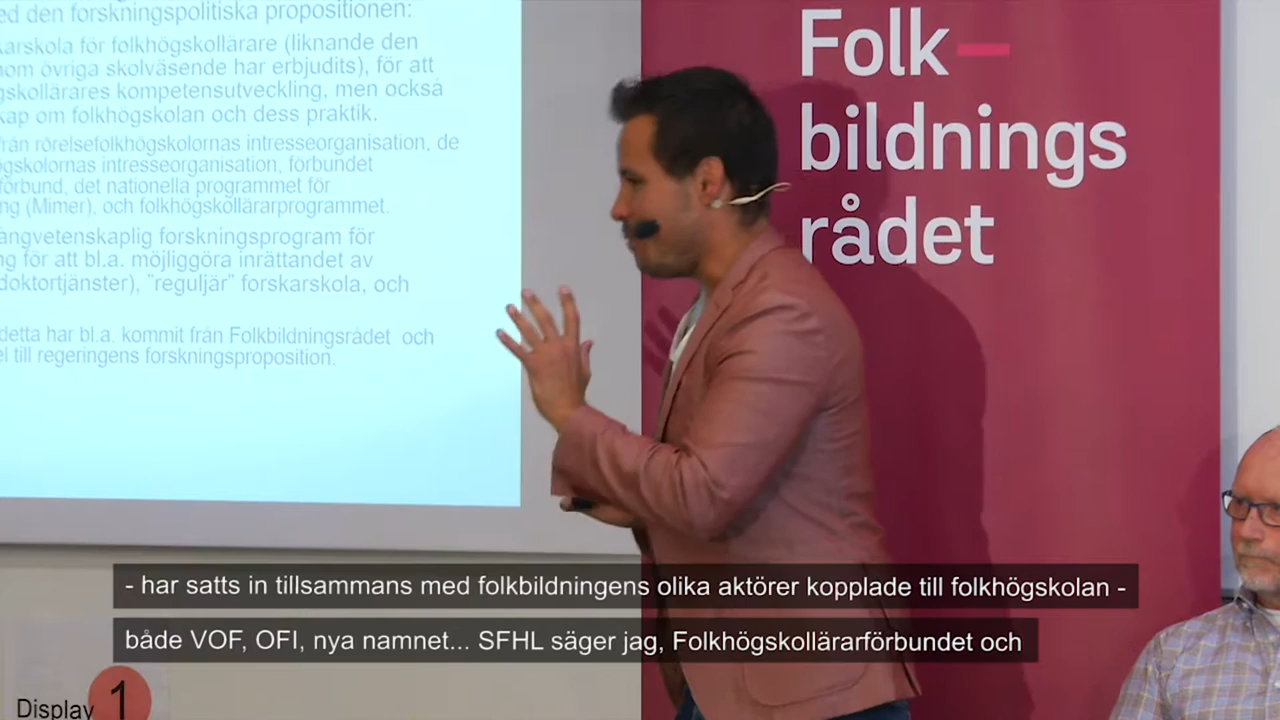 ed den forskningspolitiska propositionen:
karskola för folkhögskollärare (liknande den
nom övriga skolväsende har erbjudits), för att
gskollärares kompetensutveckling, men också
kap om folkhögskolan och dess praktik.
från rörelsefolkhögskolornas intresseorganisation, de
ögskolornas intresseorganisation, förbundet
förbund, det nationella programmet för
ng (Mimer), och folkhögskollärarprogrammet.
ångvetenskaplig forskningsprogram för
ng för att bl.a. möjliggöra inrättandet av
doktortjänster), "reguljär" forskarskola, och
detta har bl.a. kommit från Folkbildningsrådet och
el till regeringens forskningsproposition.
Folk
bildnings
rådet
- har satts in tillsammans med folkbildningens olika aktörer kopplade till folkhögskolan -
både VOF, OFI, nya namnet... SFHL säger jag, Folkhögskollärarförbundet och
Display 1